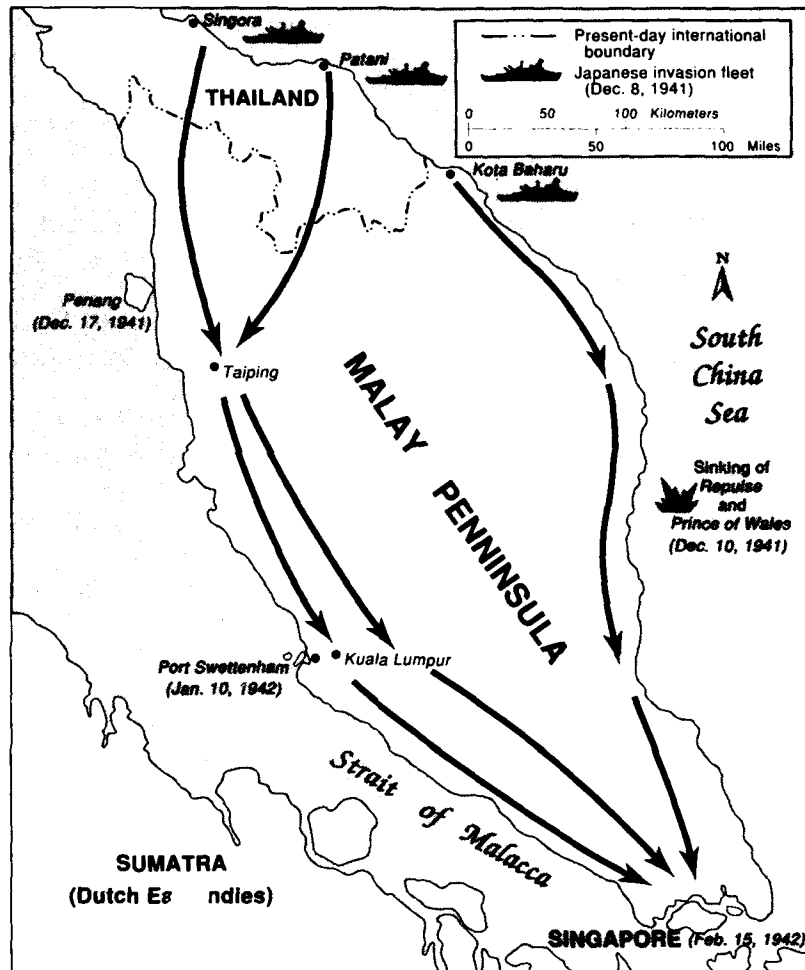 Singora
Patani
THAILAND
Present-day international
boundary
Japanese invasion fleet
(Dec. 8, 1941)
0 50 100 Kilometers
0 50 100 Miles
Kota Baharu
N
South
China
Sea
Penang
(Dec. 17, 1941)
Taiping
MALAY PENNINSULA
Sinking of
Repulse
and
Prince of Wales
(Dec. 10, 1941)
Port Swettenham
(Jan. 10, 1942)
Kuala Lumpur
Strait of Malacca
SUMATRA
(Dutch Ea ndies)
SINGAPORE (Feb. 15, 1942)